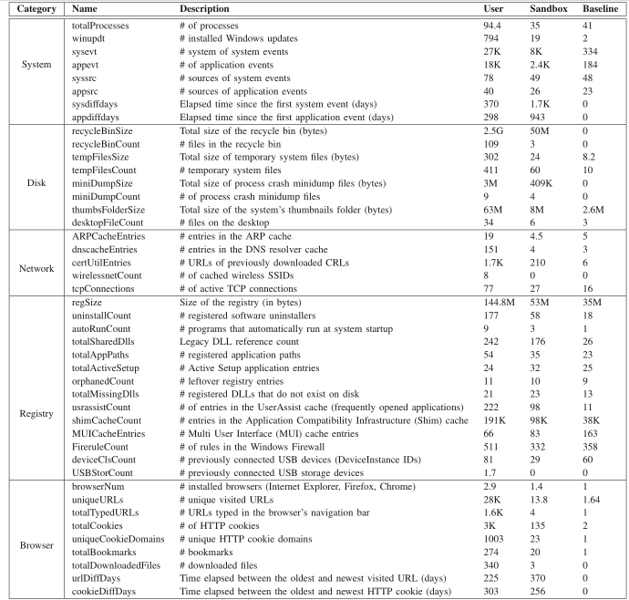 Category Name Description User Sandbox Baseline
System
totalProcesses # of processes 94.4 35 41
winupdt # installed Windows updates 794 19 2
sysevt # of system of system events 27K 8K 334
appevt # of application events 18K 2.4K 184
syssrc # sources of system events 78 49 48
appsrc # sources of application events 40 26 23
sysdiffdays Elapsed time since the first system event (days) 370 1.7K 0
appdiffdays Elapsed time since the first application event (days) 298 943 0
Disk
recycleBinSize Total size of the recycle bin (bytes) 2.5G 50M 0
recycleBinCount # files in the recycle bin 109 3 0
tempFilesSize Total size of temporary system files (bytes) 302 24 8.2
tempFilesCount # temporary system files 411 60 10
miniDumpSize Total size of process crash minidump files (bytes) 3M 409K 0
miniDumpCount # of process crash minidump files 9 4 0
thumbsFolderSize Total size of the system's thumbnails folder (bytes) 63M 8M 2.6M
desktopFileCount # files on the desktop 34 6 3
Network
ARPCacheEntries # entries in the ARP cache 19 4.5 5
dnscacheEntries # entries in the DNS resolver cache 151 4 3
certUtilEntries # URLs of previously downloaded CRLs 1.7K 210 6
wirelessnetCount # of cached wireless SSIDs 8 0 0
tcpConnections # of active TCP connections 77 27 16
Registry
regSize Size of the registry (in bytes) 144.8M 53M 35M
uninstallCount # registered software uninstallers 177 58 18
autoRunCount # programs that automatically run at system startup 9 3 1
totalSharedDlls Legacy DLL reference count 242 176 26
totalAppPaths # registered application paths 54 35 23
totalActiveSetup # Active Setup application entries 24 32 25
orphanedCount # leftover registry entries 11 10 9
totalMissingDlls # registered DLLs that do not exist on disk 21 23 13
usrassistCount # of entries in the UserAssist cache (frequently opened applications) 222 98 11
shimCacheCount # entries in the Application Compatibility Infrastructure (Shim) cache 191K 98K 38K
MUICacheEntries # Multi User Interface (MUI) cache entries 66 83 163
FireruleCount # of rules in the Windows Firewall 511 332 358
deviceClsCount # previously connected USB devices (DeviceInstance IDs) 81 29 60
USBStorCount # previously connected USB storage devices 1.7 0 0
Browser
browserNum # installed browsers (Internet Explorer, Firefox, Chrome) 2.9 1.4 1
uniqueURLs # unique visited URLs 28K 13.8 1.64
totalTypedURLs # URLs typed in the browser's navigation bar 1.6K 4 1
totalCookies # of HTTP cookies 3K 135 2
uniqueCookieDomains # unique HTTP cookie domains 1003 23 1
totalBookmarks # bookmarks 274 20 1
totalDownloadedFiles # downloaded files 340 3 0
urlDiffDays Time elapsed between the oldest and newest visited URL (days) 225 370 0
cookieDiffDays Time elapsed between the oldest and newest HTTP cookie (days) 303 256 0